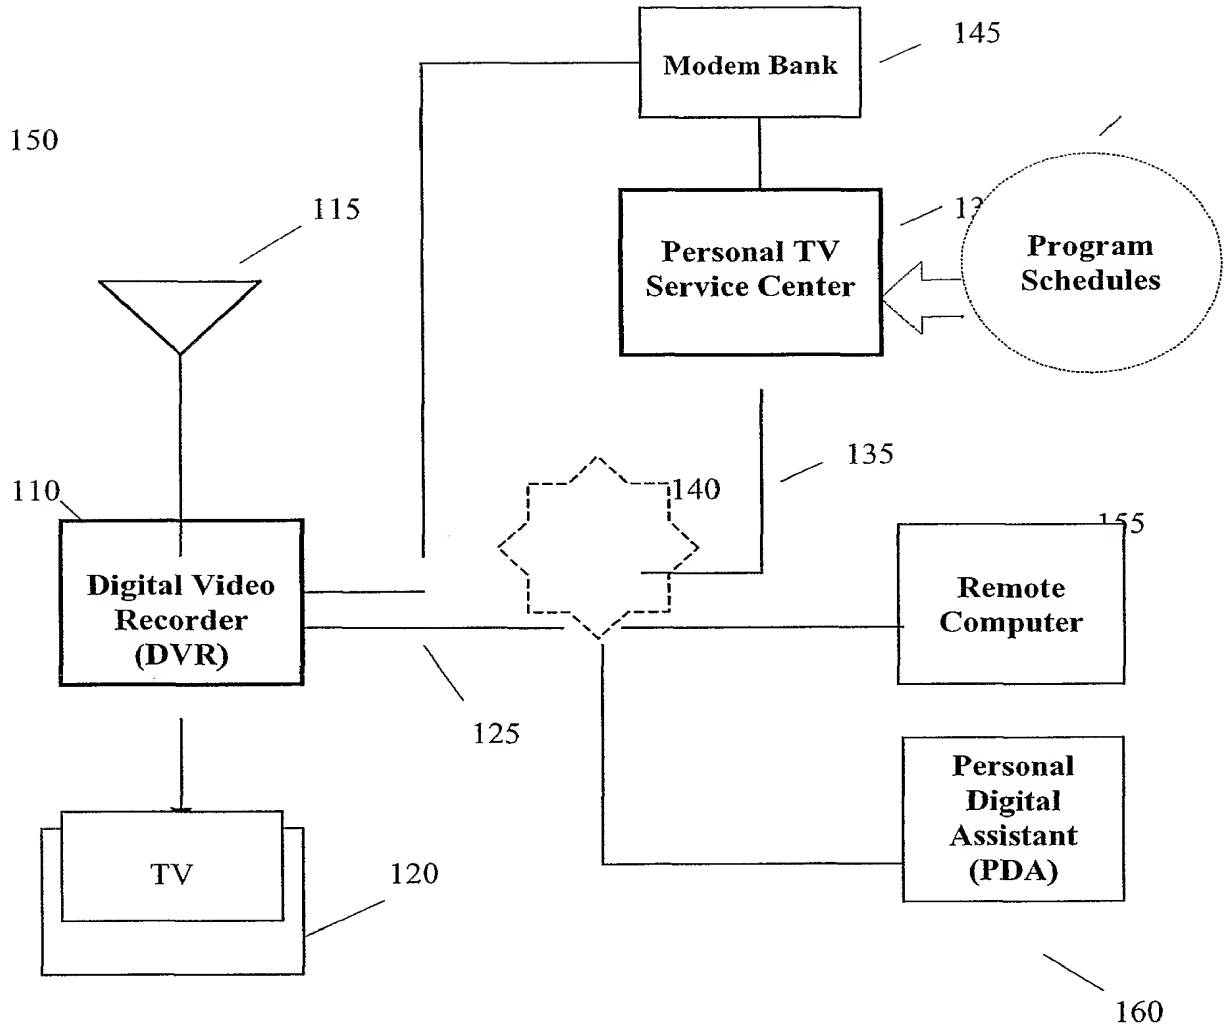 145
Modem Bank
150
115
Personal TV
Service Center
Program
Schedules
135
140
110
155
Digital Video
Recorder
(DVR)
Remote
Computer
125
Personal
Digital
Assistant
(PDA)
TV
120
160